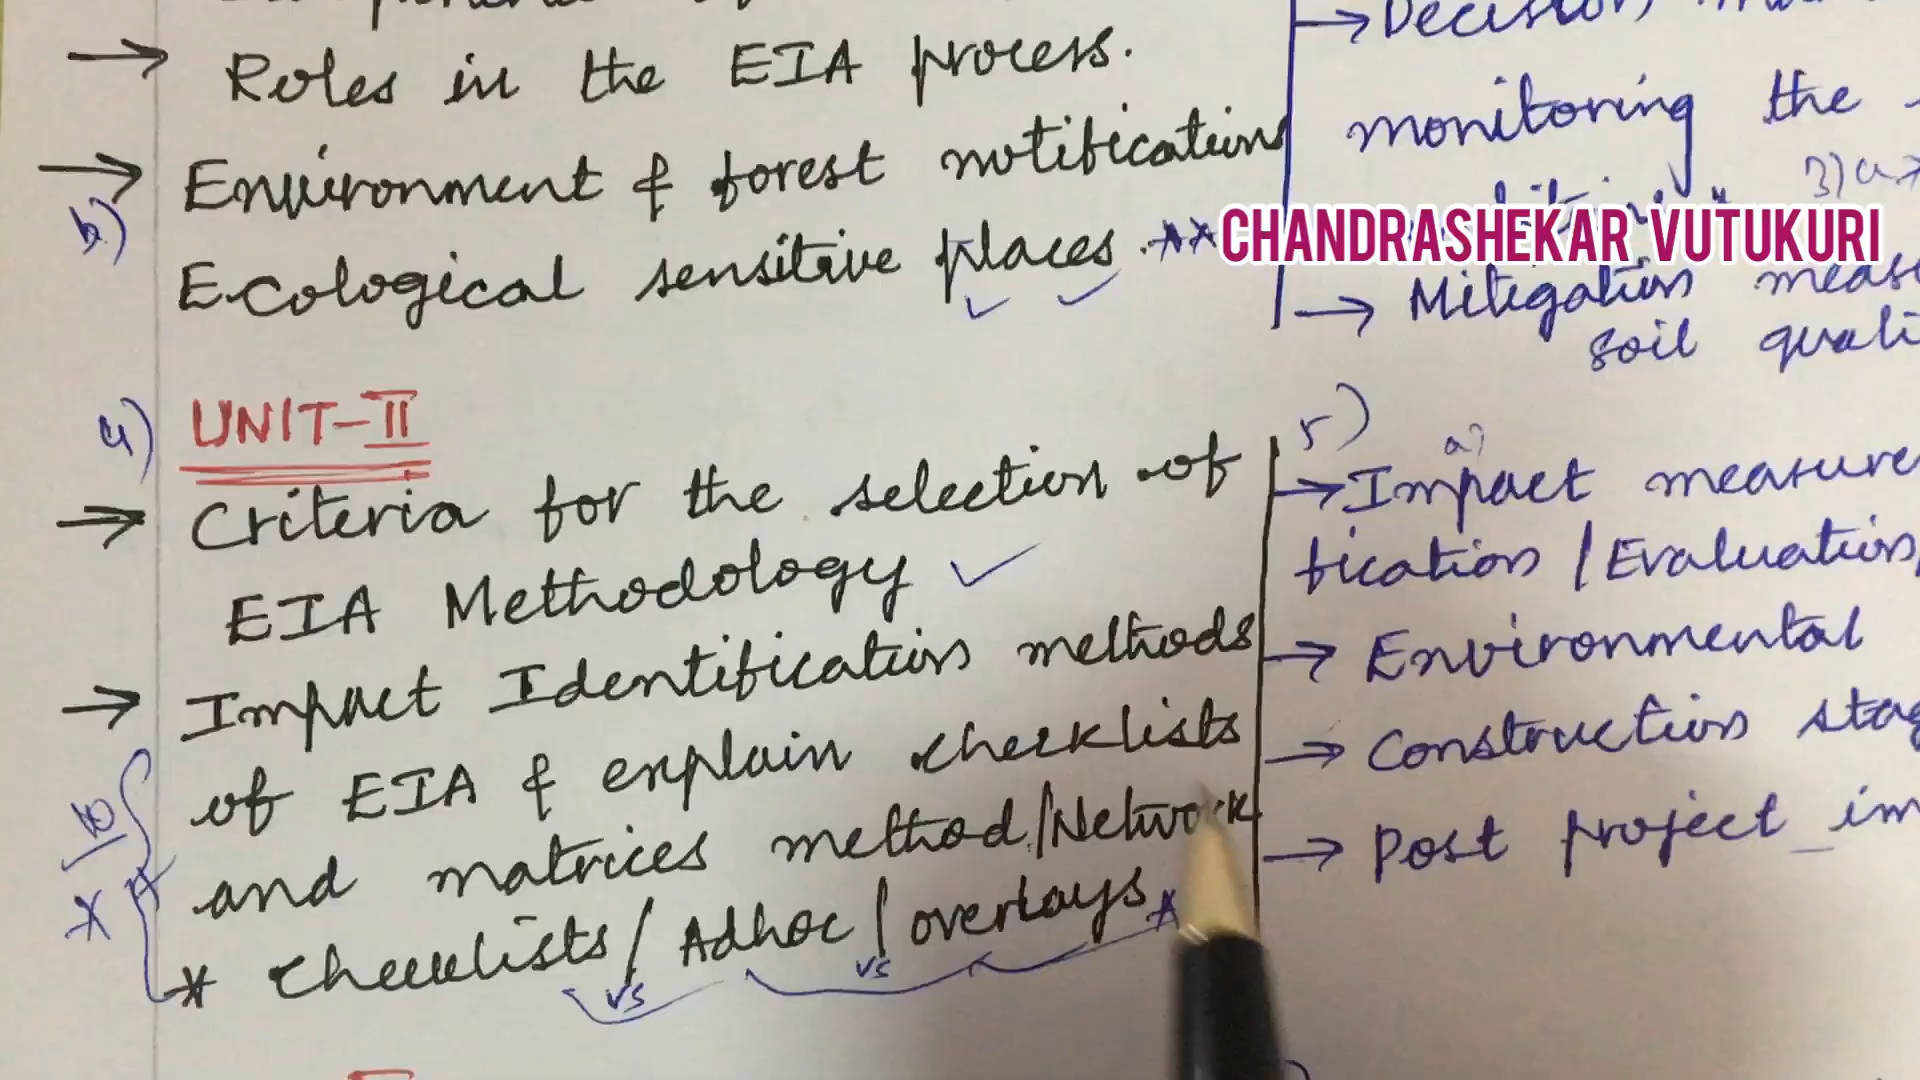 → Roles in the EIA process.
→ Environment & forest notifications
b)
Ecological sensitive places. **
4) UNIT-II
→ Criteria for the selection of
EIA Methodology ✓
→ Impact Identification methods
of EIA & explain checklists
and matrices method/Network
10
* Checklists/Adhoc/overlays *
vs vs
→ Decision
monitoring the
3) a
CHANDRASHEKAR VUTUKURI
→ Mitigation
soil
5)
a)
→ Impact
fication/Evaluation
→ Environmental
→ Construction
→ Post project